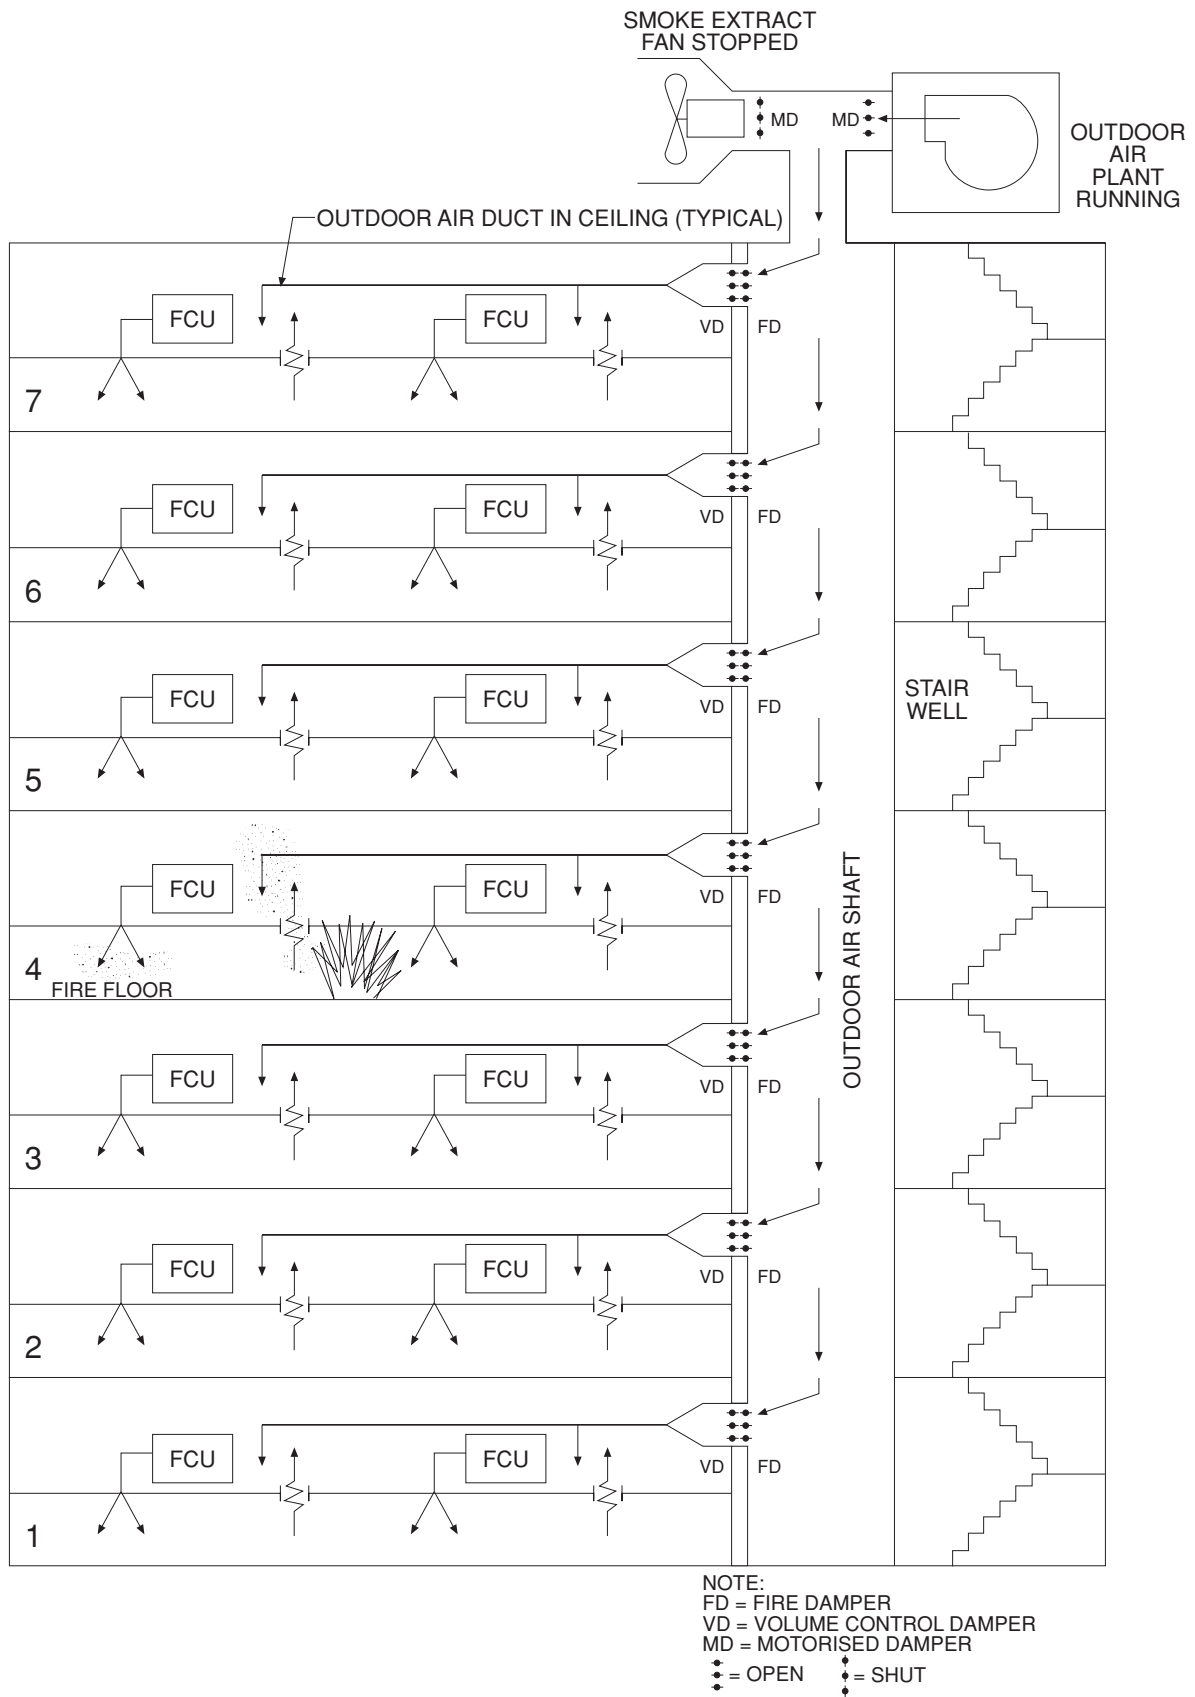 SMOKE EXTRACT
FAN STOPPED
MD
MD
OUTDOOR
AIR
PLANT
RUNNING
OUTDOOR AIR DUCT IN CEILING (TYPICAL)
FCU
FCU
VD
FD
7
FCU
FCU
VD
FD
6
FCU
FCU
VD
FD
5
STAIR
WELL
FCU
FCU
VD
FD
4
FIRE FLOOR
OUTDOOR AIR SHAFT
FCU
FCU
VD
FD
3
FCU
FCU
VD
FD
2
FCU
FCU
VD
FD
1
NOTE:
FD = FIRE DAMPER
VD = VOLUME CONTROL DAMPER
MD = MOTORISED DAMPER
= OPEN
= SHUT